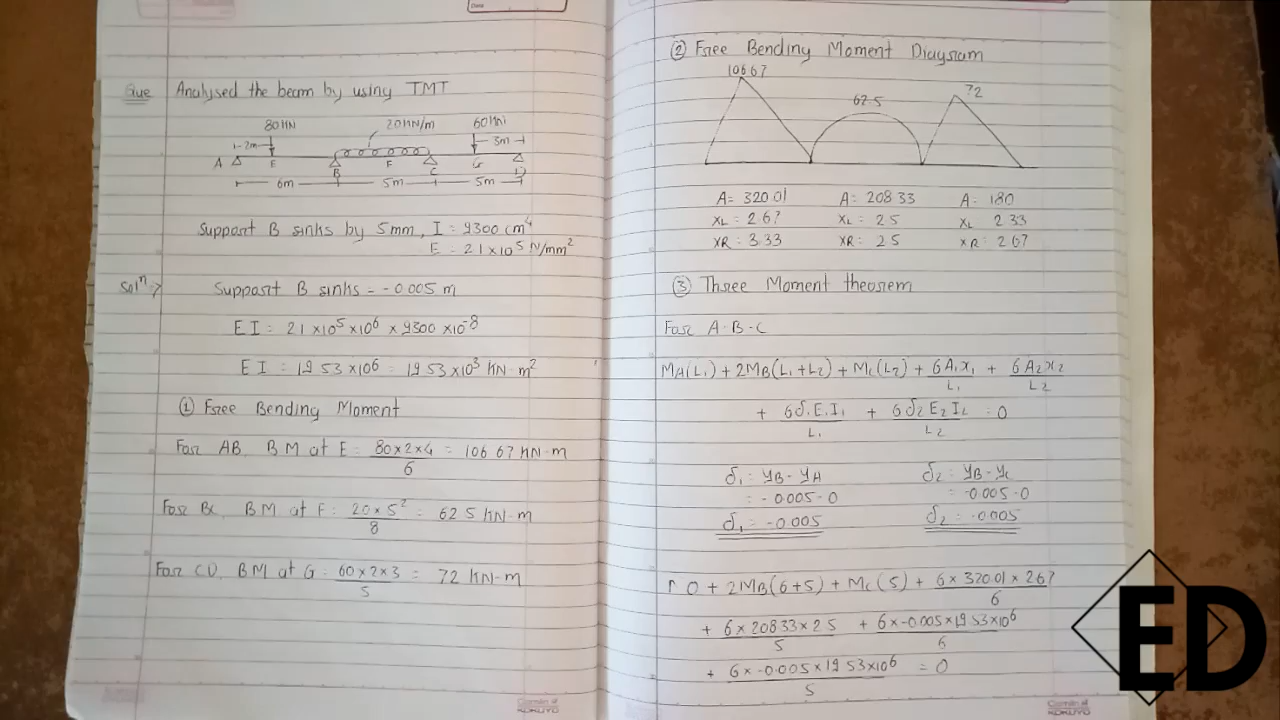 Date
Que Analysed the beam by using TMT
80KN 20KN/m 60KN
2m 3m
A E B F C G D
6m 5m 5m
Support B sinks by 5mm, I = 9300 cm⁴
E = 2.1 × 10⁵ N/mm²
Solⁿ → Support B sinks = -0.005 m
EI = 2.1 × 10⁵ × 10⁶ × 9300 × 10⁻⁸
EI = 19.53 × 10⁶ = 19.53 × 10³ KN·m²
① Free Bending Moment
For AB, BM at E = 80×2×4/6 = 106.67 KN-m
For BC, BM at F = 20×5²/8 = 62.5 KN-m
For CD, BM at G = 60×2×3/5 = 72 KN-m
Camlin
KOKUYO
② Free Bending Moment Diagram
106.67 62.5 72
A = 320.01 A = 208.33 A = 180
XL = 2.67 XL = 2.5 XL = 2.33
XR = 3.33 XR = 2.5 XR = 2.67
③ Three Moment theorem
For A-B-C
MA(L₁) + 2MB(L₁+L₂) + MC(L₂) + 6A₁x₁/L₁ + 6A₂x₂/L₂
+ 6δ₁E₁I₁/L₁ + 6δ₂E₂I₂/L₂ = 0
δ₁ = yB - yA δ₂ = yB - yC
= -0.005-0 = -0.005-0
δ₁ = -0.005 δ₂ = -0.005
0 + 2MB(6+5) + MC(5) + 6×320.01×2.67/6
+ 6×208.33×2.5/5 + 6×-0.005×19.53×10⁶/6
+ 6×-0.005×19.53×10⁶/5 = 0
Camlin
KOKUYO
ED